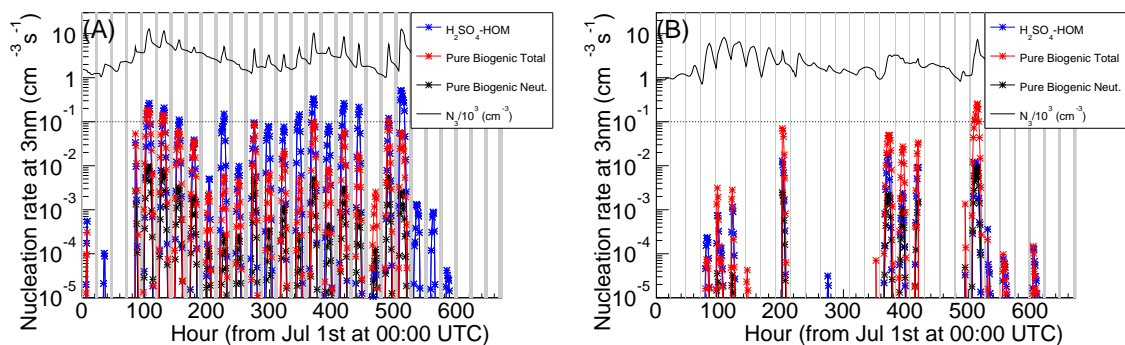 (A)
Nucleation rate at 3nm (cm⁻³ s⁻¹)
10
1
10⁻¹
10⁻²
10⁻³
10⁻⁴
10⁻⁵
0 100 200 300 400 500 600
Hour (from Jul 1st at 00:00 UTC)
H₂SO₄-HOM
Pure Biogenic Total
Pure Biogenic Neut.
N₃/10³ (cm⁻³)
(B)
Nucleation rate at 3nm (cm⁻³ s⁻¹)
10
1
10⁻¹
10⁻²
10⁻³
10⁻⁴
10⁻⁵
0 100 200 300 400 500 600
Hour (from Jul 1st at 00:00 UTC)
H₂SO₄-HOM
Pure Biogenic Total
Pure Biogenic Neut.
N₃/10³ (cm⁻³)